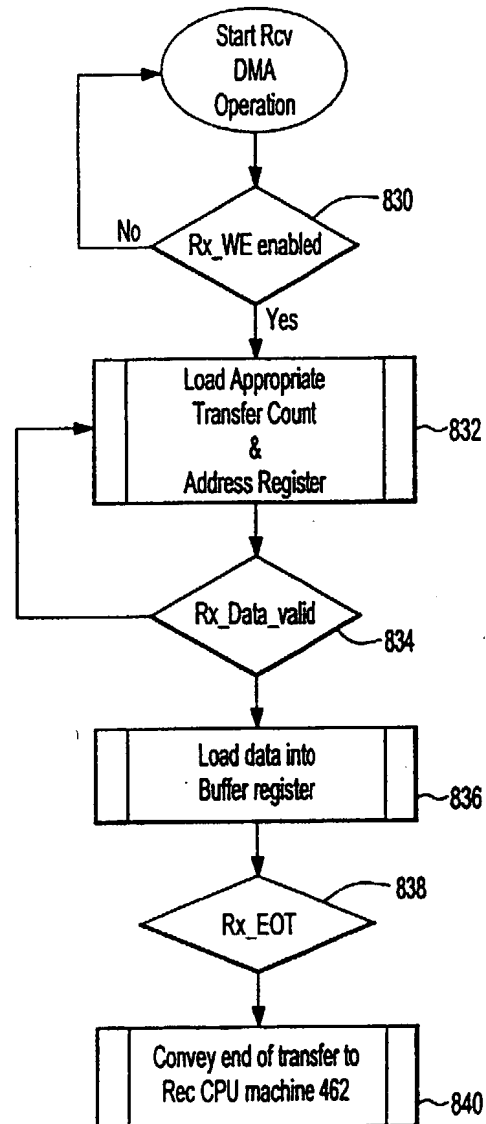 Start Rcv
DMA
Operation
830
No
Rx_WE enabled
Yes
Load Appropriate
Transfer Count
&
Address Register
832
Rx_Data_valid
834
Load data into
Buffer register
836
838
Rx_EOT
Convey end of transfer to
Rec CPU machine 462
840